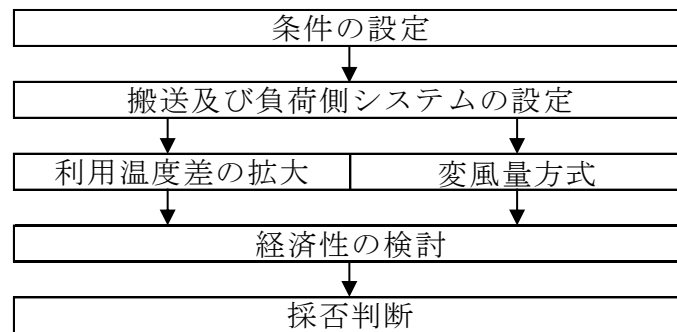 条件の設定
搬送及び負荷側システムの設定
利用温度差の拡大
変風量方式
経済性の検討
採否判断